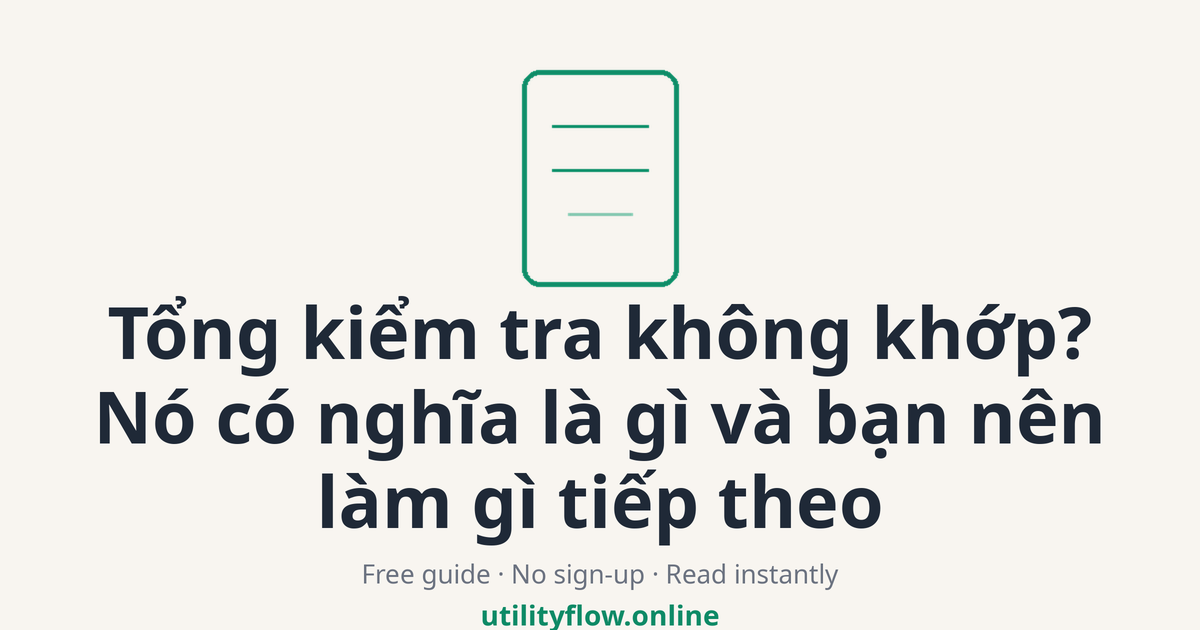 Tổng kiểm tra không khớp?
Nó có nghĩa là gì và bạn nên
làm gì tiếp theo
Free guide · No sign-up · Read instantly
utilityflow.online